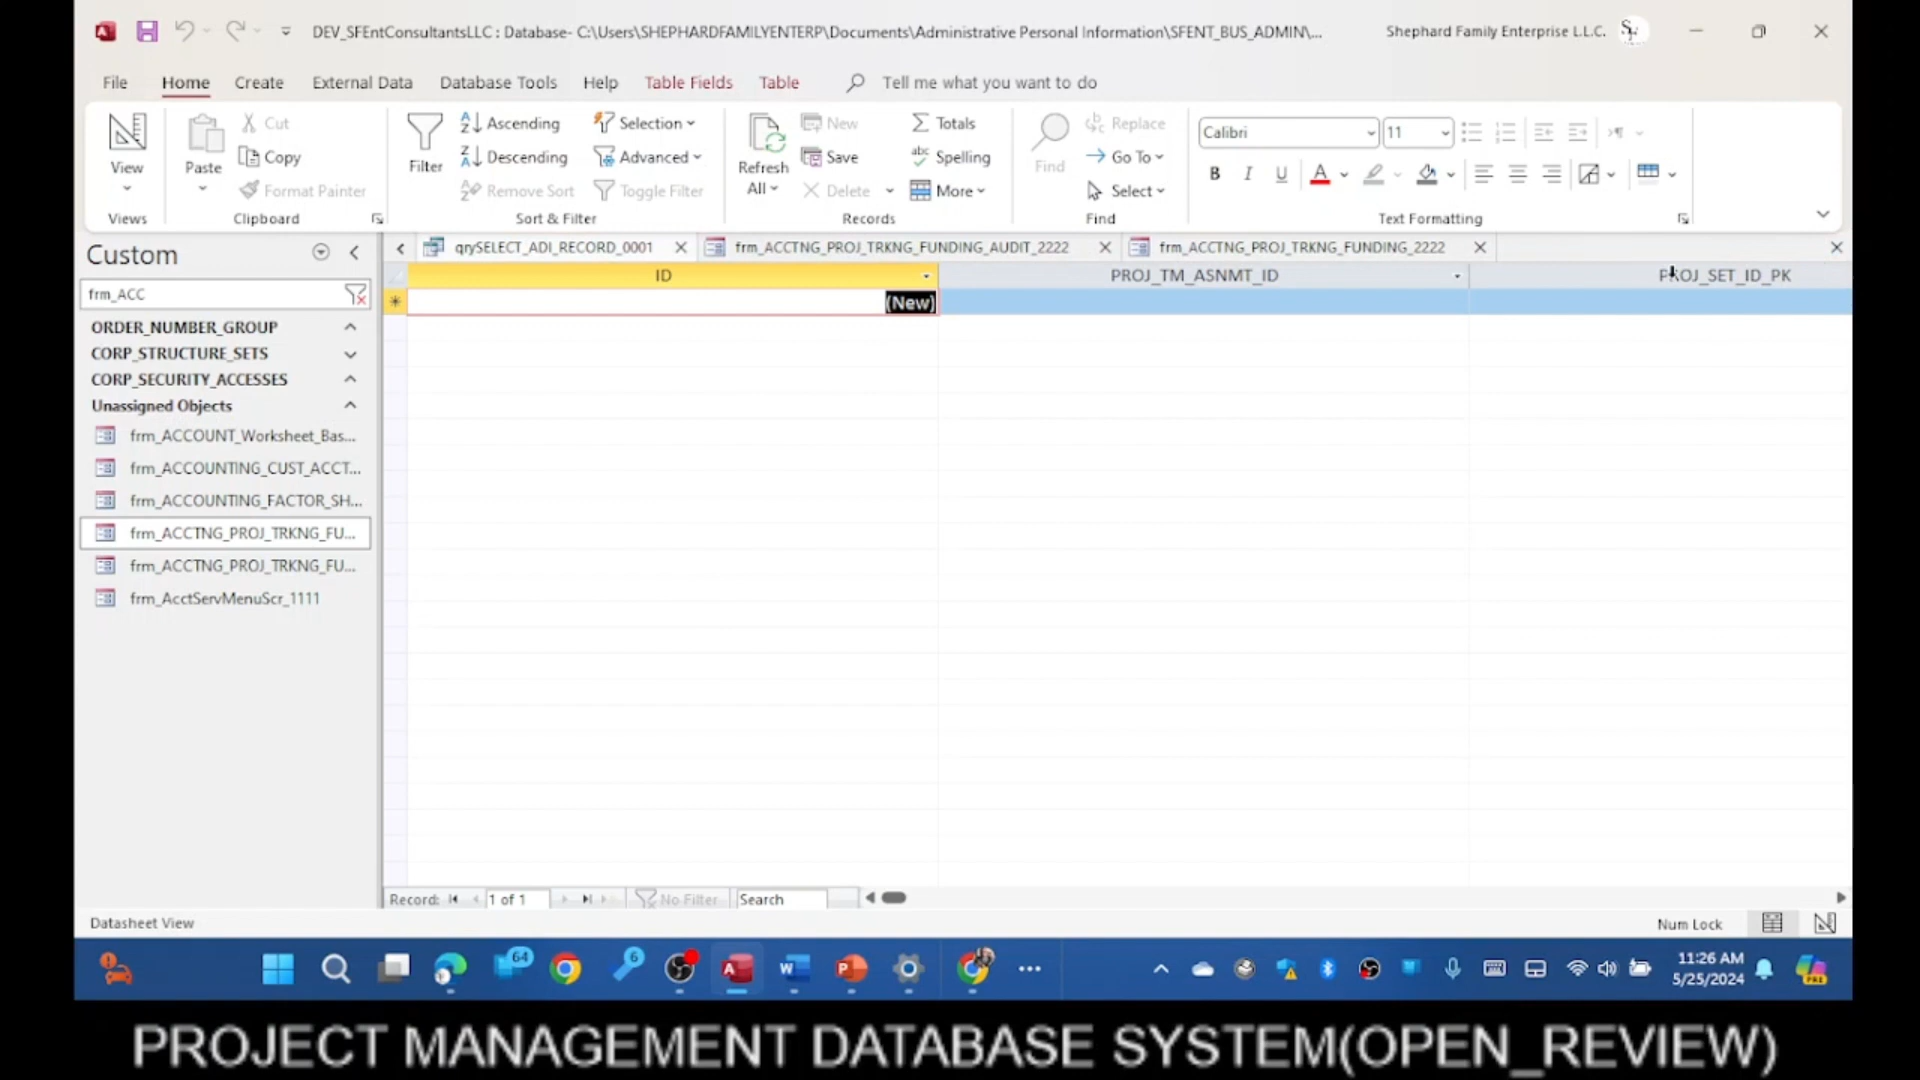 DEV_SFEntConsultantsLLC : Database- C:\Users\SHEPHARDFAMILYENTERP\Documents\Administrative Personal Information\SFENT_BUS_ADMIN\...
Shephard Family Enterprise L.L.C.
File Home Create External Data Database Tools Help Table Fields Table Tell me what you want to do
View
Views
Paste
Cut
Copy
Format Painter
Clipboard
Filter
Ascending
Descending
Remove Sort
Selection
Advanced
Toggle Filter
Sort & Filter
Refresh
All
New
Save
Delete
Totals
Spelling
More
Records
Find
Replace
Go To
Select
Find
Calibri 11
B I U A
Text Formatting
Custom
frm_ACC
ORDER_NUMBER_GROUP
CORP_STRUCTURE_SETS
CORP_SECURITY_ACCESSES
Unassigned Objects
frm_ACCOUNT_Worksheet_Bas...
frm_ACCOUNTING_CUST_ACCT...
frm_ACCOUNTING_FACTOR_SH...
frm_ACCTNG_PROJ_TRKNG_FU...
frm_ACCTNG_PROJ_TRKNG_FU...
frm_AcctServMenuScr_1111
qrySELECT_ADI_RECORD_0001 frm_ACCTNG_PROJ_TRKNG_FUNDING_AUDIT_2222 frm_ACCTNG_PROJ_TRKNG_FUNDING_2222
ID PROJ_TM_ASNMT_ID PROJ_SET_ID_PK
(New)
Record: 1 of 1 No Filter Search
Datasheet View Num Lock
64
6
11:26 AM
5/25/2024
PRE
PROJECT MANAGEMENT DATABASE SYSTEM(OPEN_REVIEW)